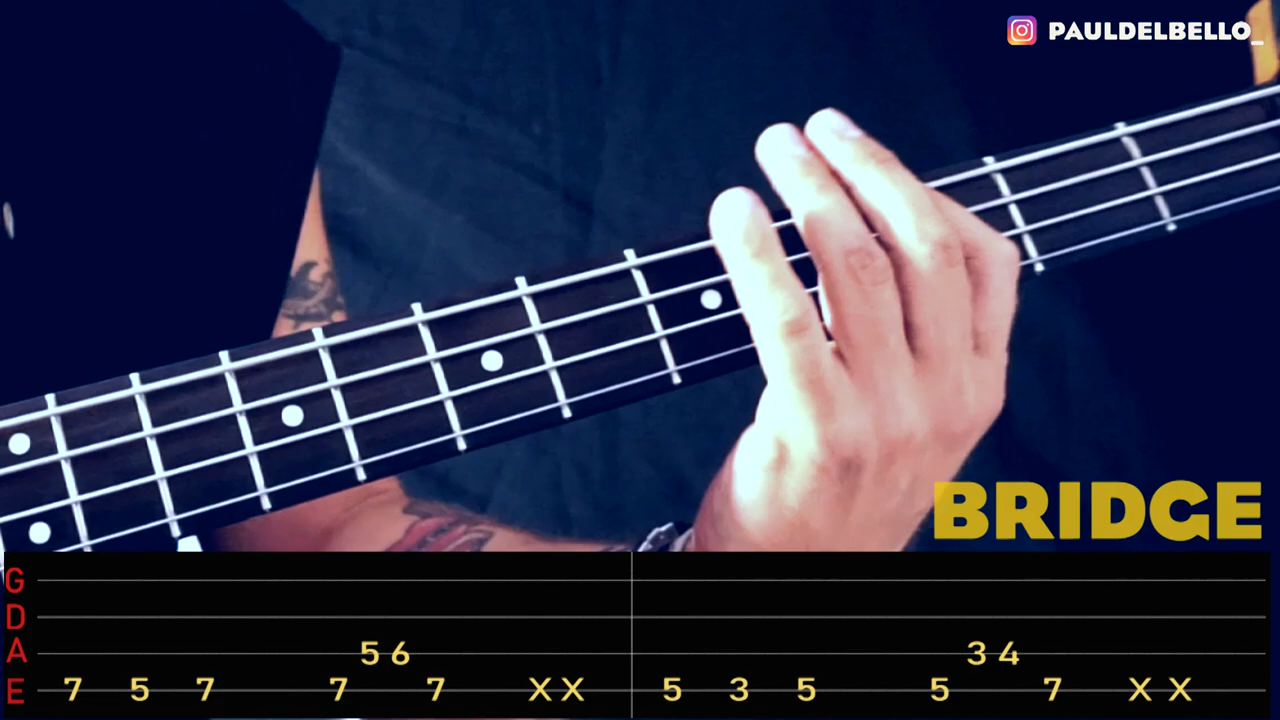 PAULDELBELLO_
BRIDGE
G
D
A 5 6 3 4
E 7 5 7 7 7 X X 5 3 5 5 7 X X